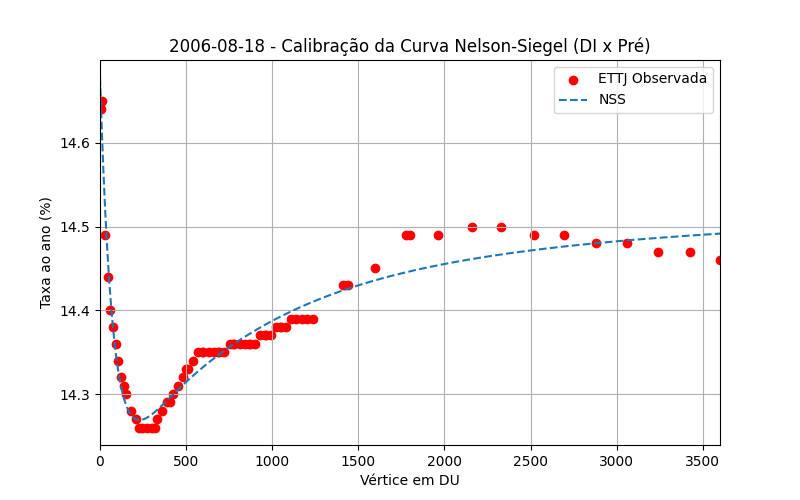 2006-08-18 - Calibração da Curva Nelson-Siegel (DI x Pré)
ETTJ Observada
NSS
Taxa ao ano (%)
14.6
14.5
14.4
14.3
0 500 1000 1500 2000 2500 3000 3500
Vértice em DU